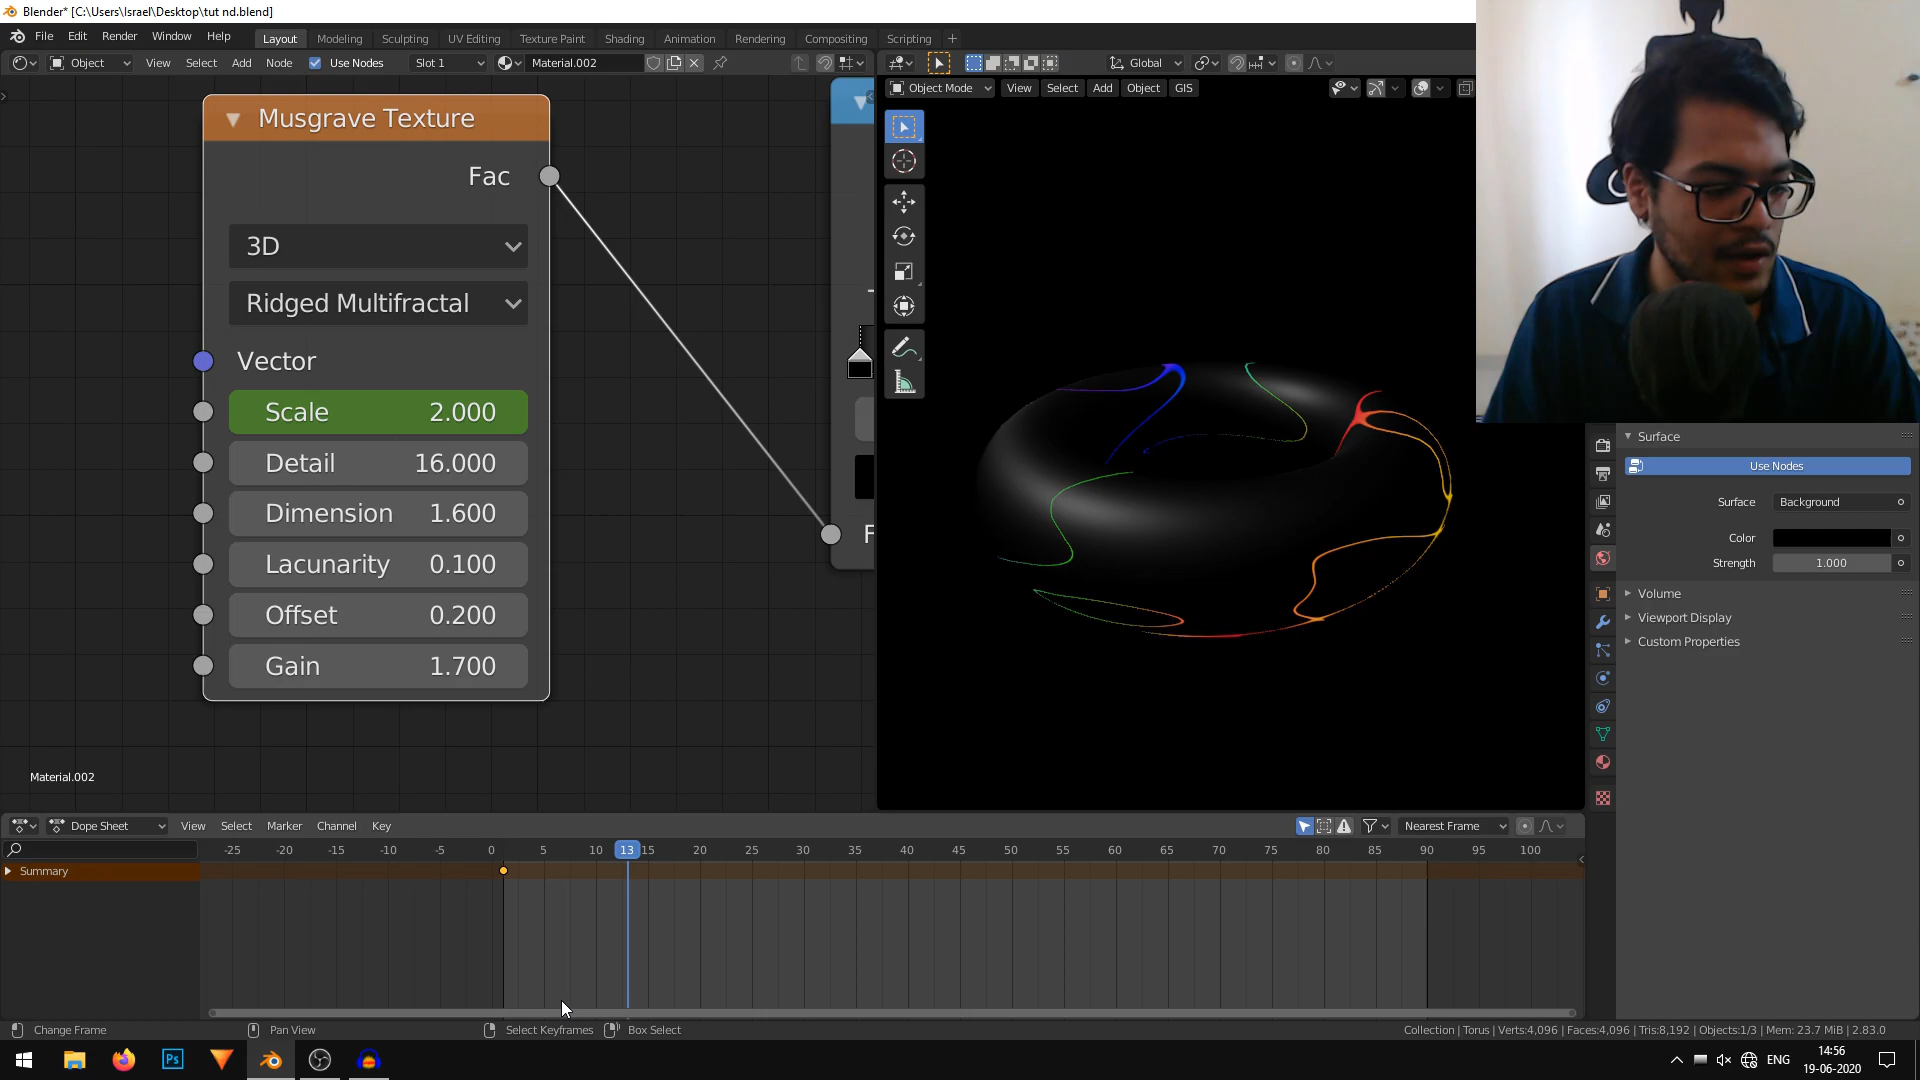 Blender* [C:\Users\Israel\Desktop\tut nd.blend]
File Edit Render Window Help Layout Modeling Sculpting UV Editing Texture Paint Shading Animation Rendering Compositing Scripting +
Object View Select Add Node Use Nodes Slot 1 Material.002
Global
Object Mode View Select Add Object GIS
Musgrave Texture
Fac
3D
Ridged Multifractal
Vector
Scale 2.000
Detail 16.000
Dimension 1.600
Lacunarity 0.100
Offset 0.200
Gain 1.700
F
Material.002
Surface
Use Nodes
Surface Background
Color
Strength 1.000
Volume
Viewport Display
Custom Properties
Dope Sheet View Select Marker Channel Key Nearest Frame
-25 -20 -15 -10 -5 0 5 10 13 15 20 25 30 35 40 45 50 55 60 65 70 75 80 85 90 95 100
Summary
Change Frame Pan View Select Keyframes Box Select Collection | Torus | Verts:4,096 | Faces:4,096 | Tris:8,192 | Objects:1/3 | Mem: 23.7 MiB | 2.83.0
Ps
ENG
14:56
19-06-2020